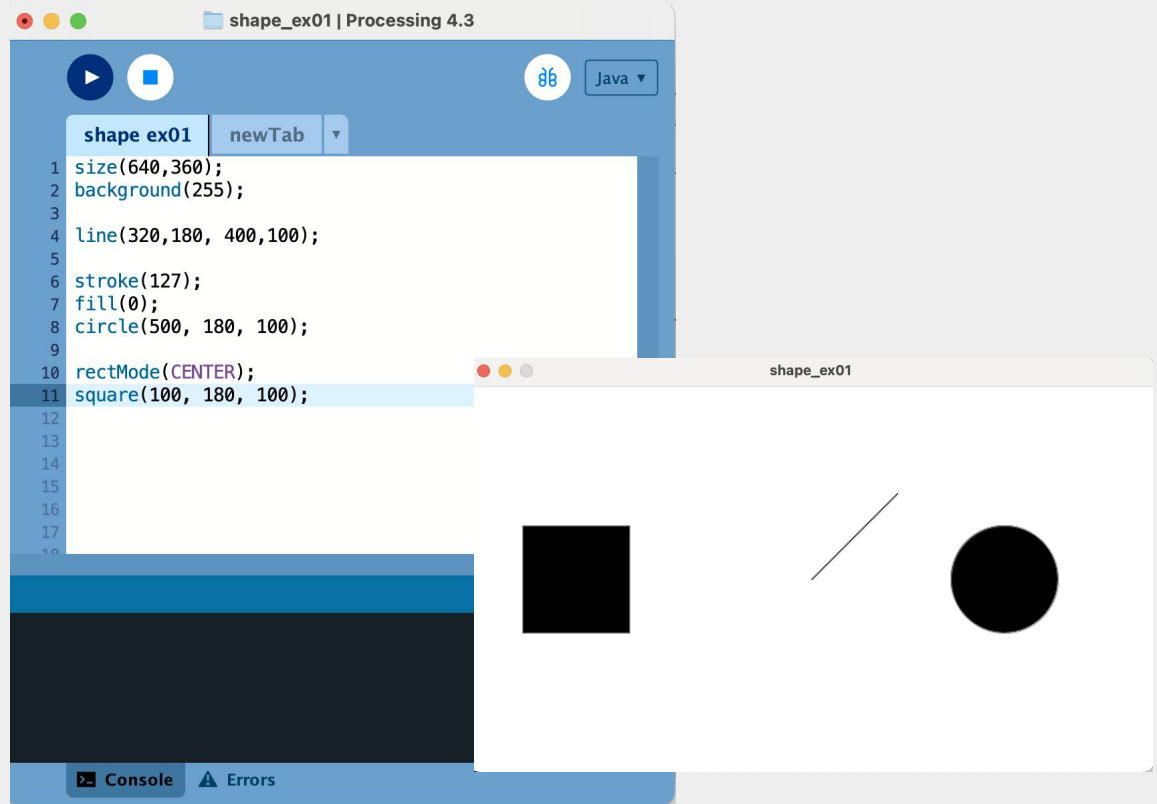 shape_ex01 | Processing 4.3
Java ▼
shape ex01 newTab ▼
1 size(640,360);
2 background(255);
3
4 line(320,180, 400,100);
5
6 stroke(127);
7 fill(0);
8 circle(500, 180, 100);
9
10 rectMode(CENTER);
11 square(100, 180, 100);
12
13
14
15
16
17
18
shape_ex01
Console Errors